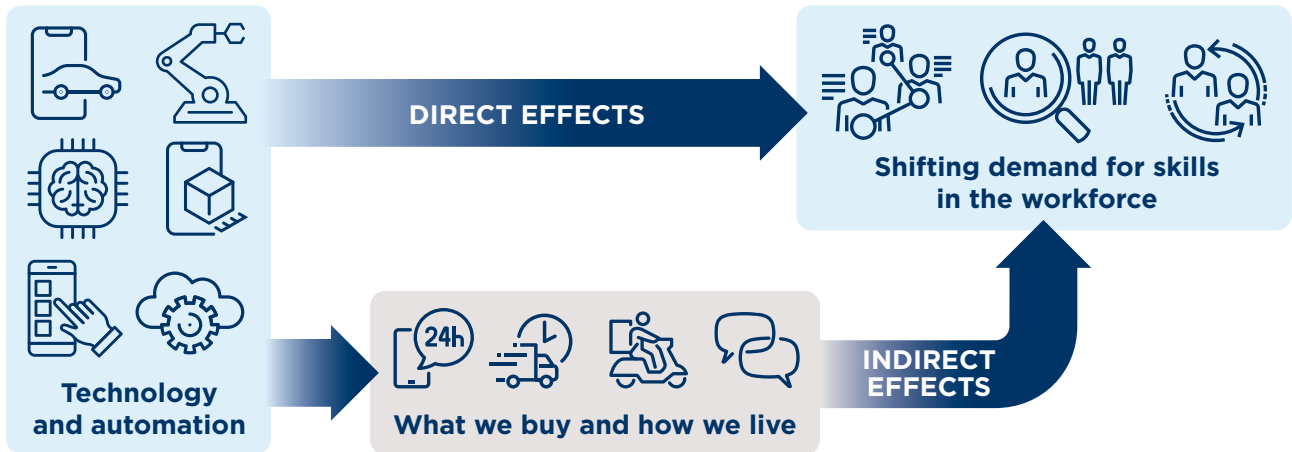 DIRECT EFFECTS
Shifting demand for skills
in the workforce
Technology
and automation
24h
What we buy and how we live
INDIRECT
EFFECTS